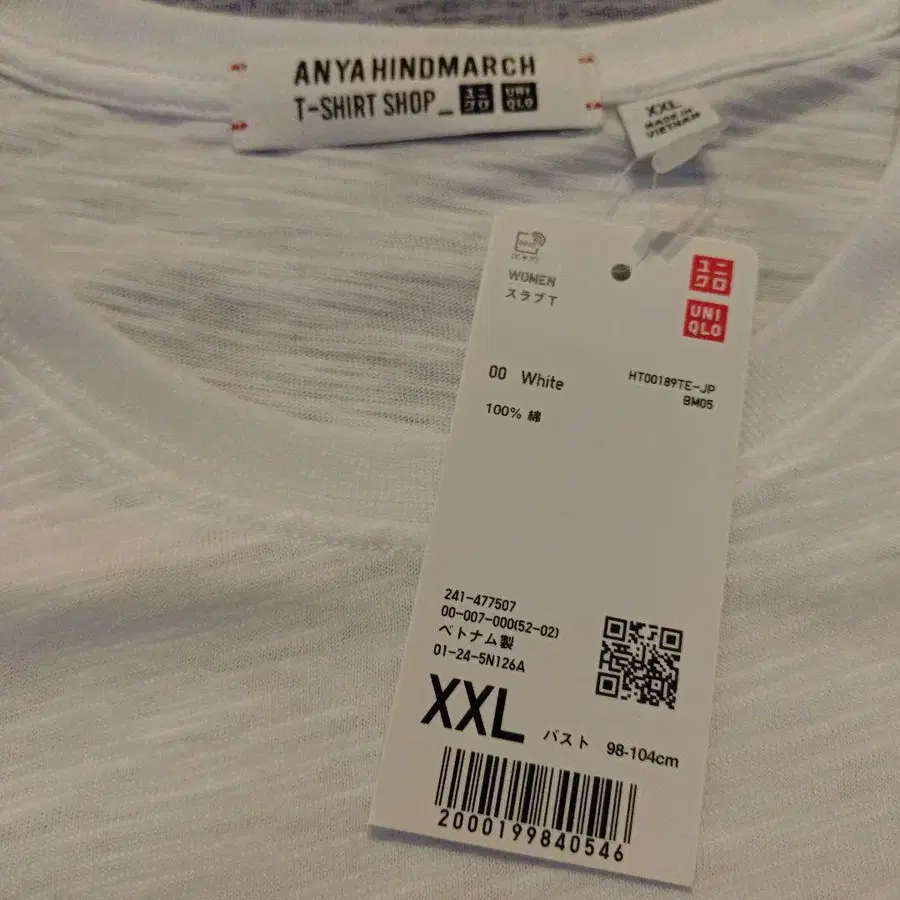 ANYA HINDMARCH
T-SHIRT SHOP_ ユニクロ UNIQLO
XXL
MADE IN
VIETNAM
WOMEN
スラブT
ユニ
クロ
UNI
QLO
00 White
HT00189TE-JP
BM05
100% 綿
241-477507
00-007-000(52-02)
ベトナム製
01-24-5N126A
XXL バスト 98-104cm
2000199840546